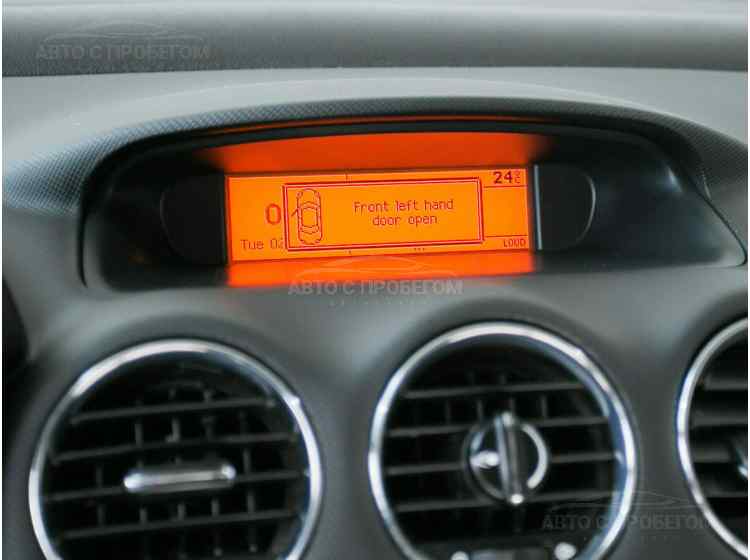 АВТО С ПРОБЕГОМ
24°C
0
Front left hand
door open
Tue 02
LOUD
АВТО С ПРОБЕГОМ
АВТО С ПРОБЕГОМ